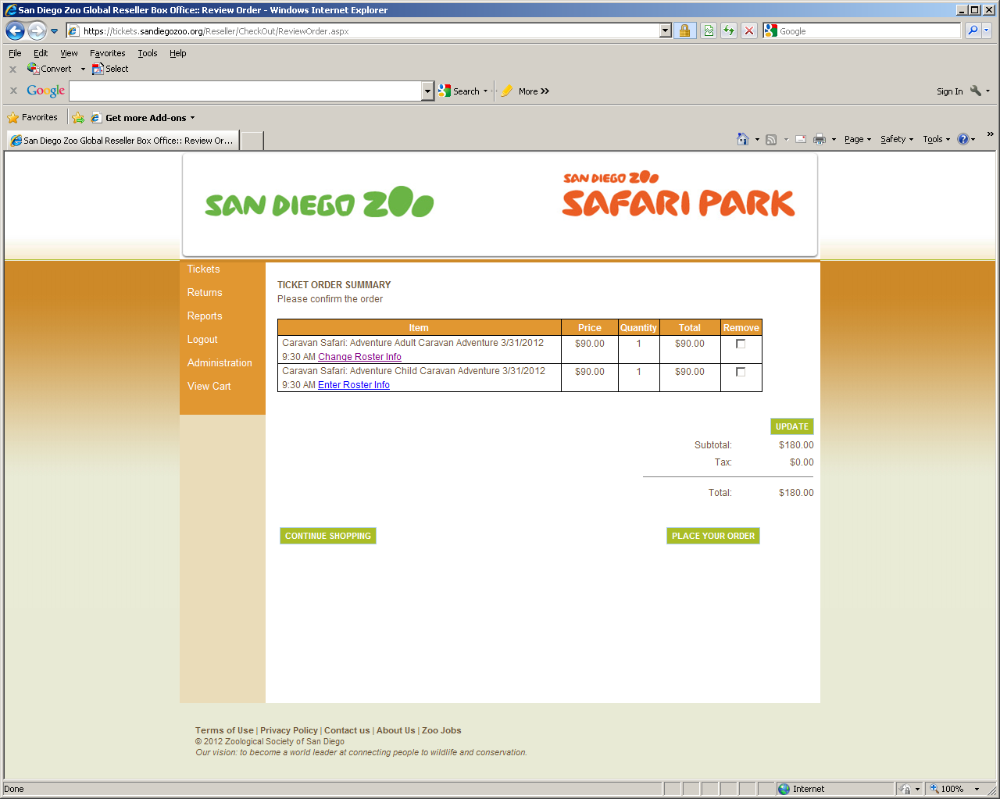 San Diego Zoo Global Reseller Box Office:: Review Order - Windows Internet Explorer
https://tickets.sandiegozoo.org/Reseller/CheckOut/ReviewOrder.aspx
Google
File Edit View Favorites Tools Help
x Convert Select
x Google Search More »
Sign In
Favorites Get more Add-ons
San Diego Zoo Global Reseller Box Office:: Review Or...
Page Safety Tools »
SAN DIEGO ZOO
SAN DIEGO ZOO
SAFARI PARK
Tickets
Returns
Reports
Logout
Administration
View Cart
TICKET ORDER SUMMARY
Please confirm the order
Item Price Quantity Total Remove
Caravan Safari: Adventure Adult Caravan Adventure 3/31/2012 $90.00 1 $90.00
9:30 AM Change Roster Info
Caravan Safari: Adventure Child Caravan Adventure 3/31/2012 $90.00 1 $90.00
9:30 AM Enter Roster Info
UPDATE
Subtotal: $180.00
Tax: $0.00
Total: $180.00
CONTINUE SHOPPING PLACE YOUR ORDER
Terms of Use | Privacy Policy | Contact us | About Us | Zoo Jobs
© 2012 Zoological Society of San Diego
Our vision: to become a world leader at connecting people to wildlife and conservation.
Done Internet 100%